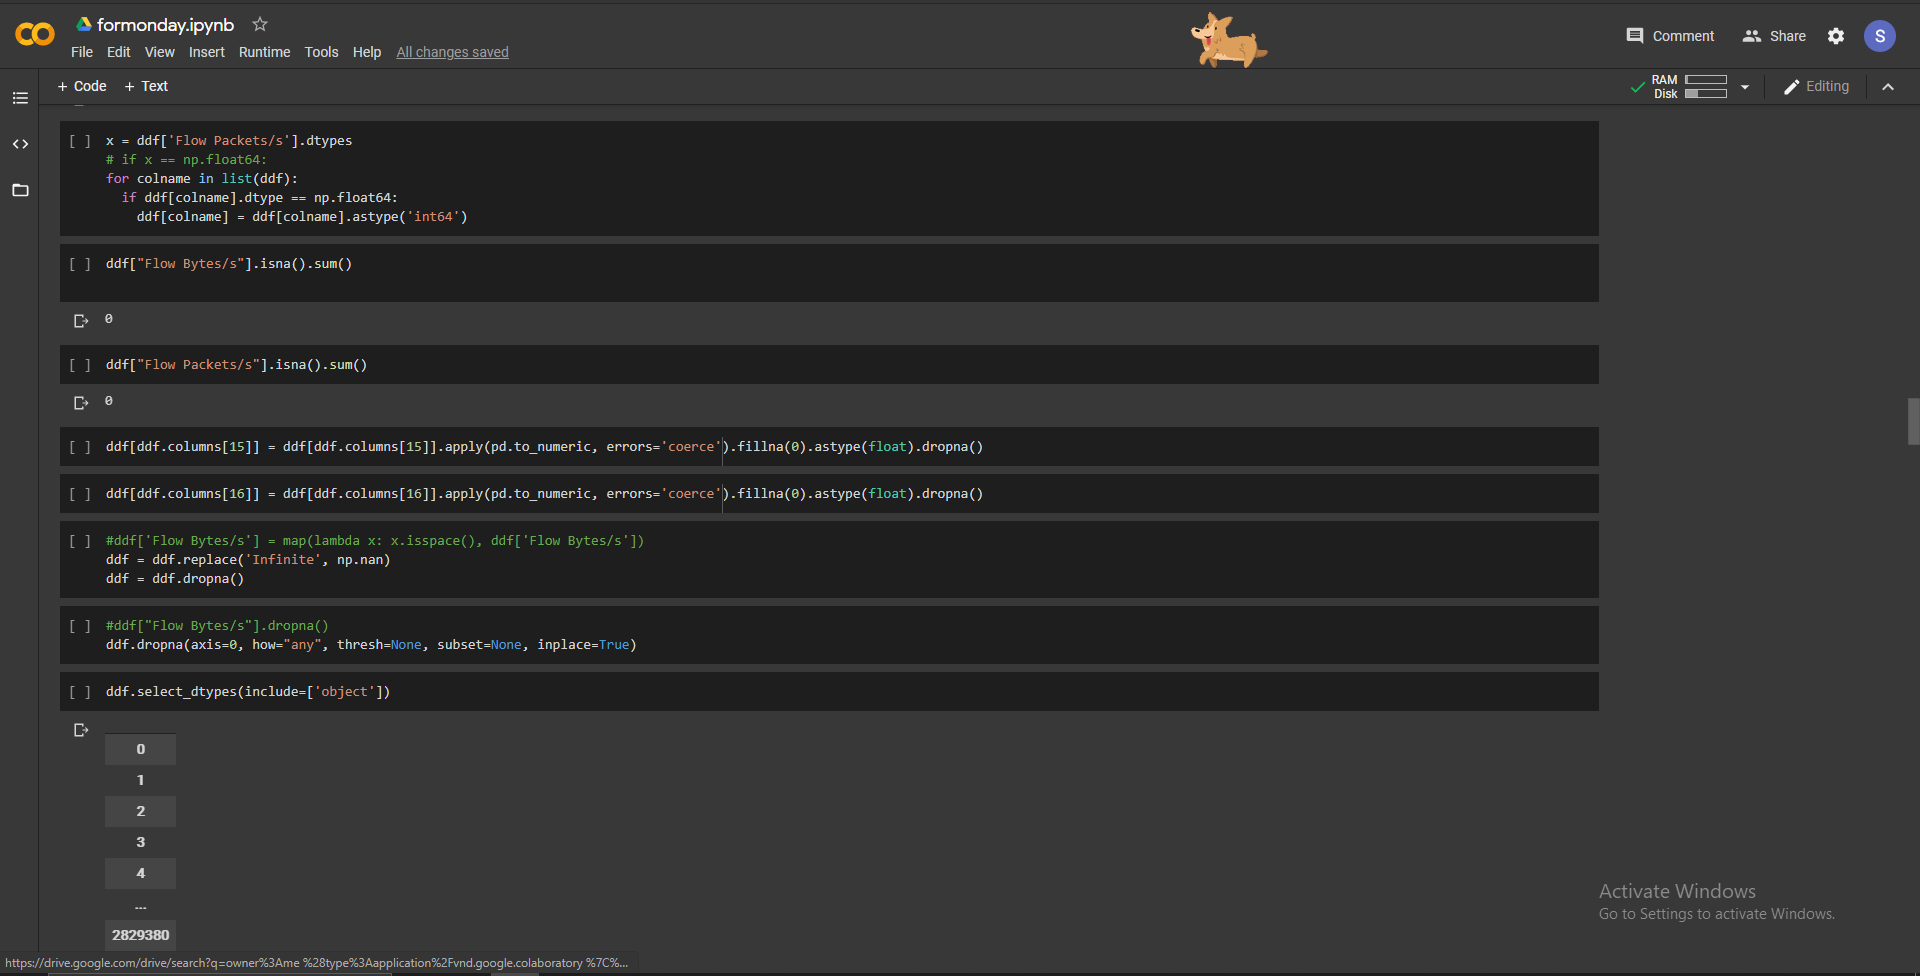 formonday.ipynb
File Edit View Insert Runtime Tools Help All changes saved
Comment Share S
+ Code + Text
RAM
Disk
Editing
[ ] x = ddf['Flow Packets/s'].dtypes
# if x == np.float64:
for colname in list(ddf):
if ddf[colname].dtype == np.float64:
ddf[colname] = ddf[colname].astype('int64')
[ ] ddf["Flow Bytes/s"].isna().sum()
0
[ ] ddf["Flow Packets/s"].isna().sum()
0
[ ] ddf[ddf.columns[15]] = ddf[ddf.columns[15]].apply(pd.to_numeric, errors='coerce').fillna(0).astype(float).dropna()
[ ] ddf[ddf.columns[16]] = ddf[ddf.columns[16]].apply(pd.to_numeric, errors='coerce').fillna(0).astype(float).dropna()
[ ] #ddf['Flow Bytes/s'] = map(lambda x: x.isspace(), ddf['Flow Bytes/s'])
ddf = ddf.replace('Infinite', np.nan)
ddf = ddf.dropna()
[ ] #ddf["Flow Bytes/s"].dropna()
ddf.dropna(axis=0, how="any", thresh=None, subset=None, inplace=True)
[ ] ddf.select_dtypes(include=['object'])
0
1
2
3
4
...
2829380
Activate Windows
Go to Settings to activate Windows.
https://drive.google.com/drive/search?q=owner%3Ame %28type%3Aapplication%2Fvnd.google.colaboratory %7C%...